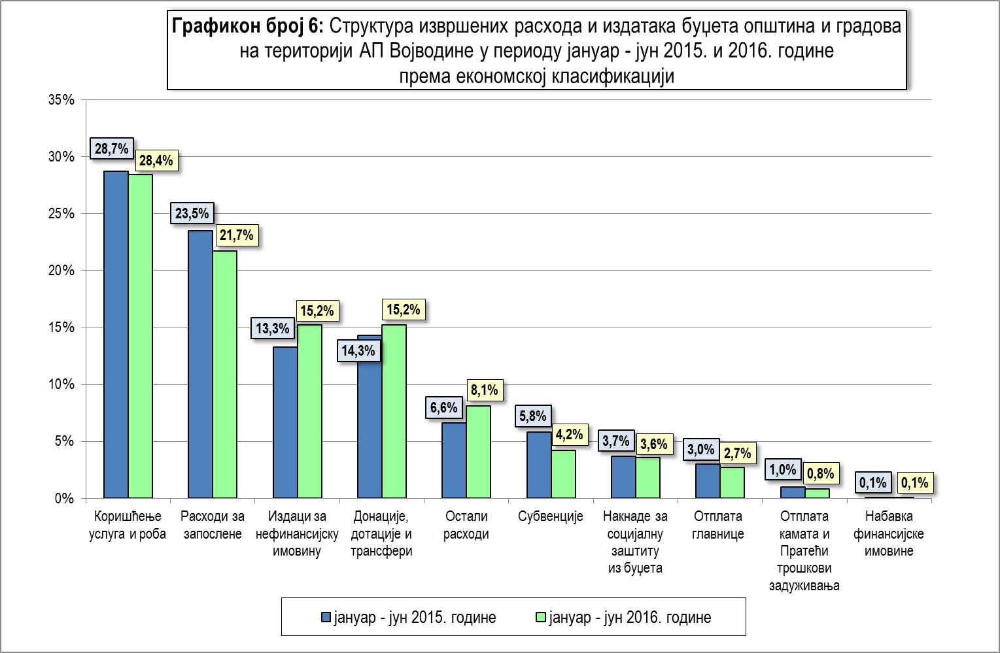 Графикон број 6: Структура извршених расхода и издатака буџета општина и градова
на територији АП Војводине у периоду јануар - јун 2015. и 2016. године
према економској класификацији
35%
30%
25%
20%
15%
10%
5%
0%
28,7%
28,4%
23,5%
21,7%
13,3%
15,2%
14,3%
15,2%
6,6%
8,1%
5,8%
4,2%
3,7%
3,6%
3,0%
2,7%
1,0%
0,8%
0,1%
0,1%
Коришћење
услуга и роба
Расходи за
запослене
Издаци за
нефинансијску
имовину
Донације,
дотације и
трансфери
Остали
расходи
Субвенције
Накнаде за
социјалну
заштиту
из буџета
Отплата
главнице
Отплата
камата и
Пратећи
трошкови
задуживања
Набавка
финансијске
имовине
јануар - јун 2015. године
јануар - јун 2016. године